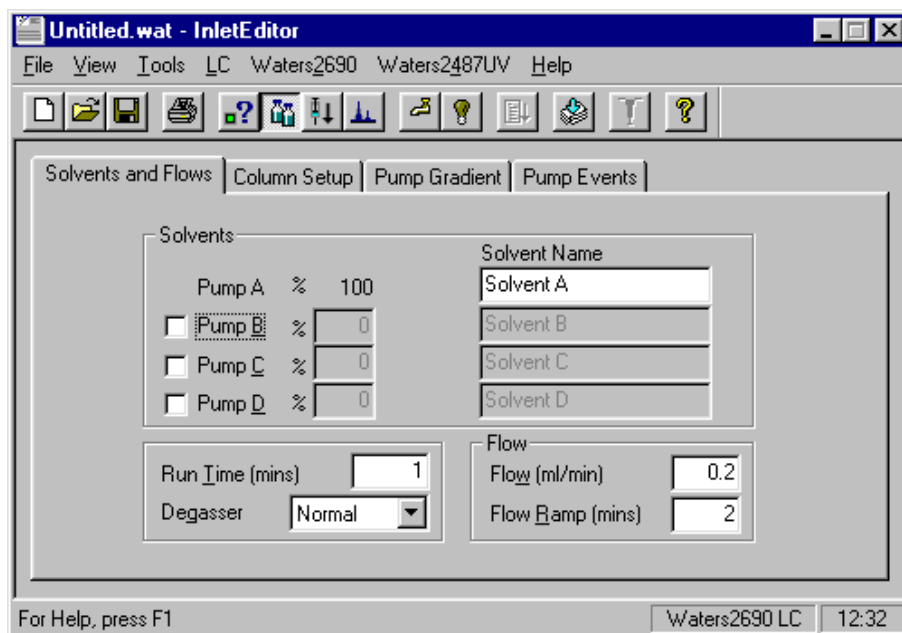 Untitled.wat - InletEditor
File View Tools LC Waters2690 Waters2487UV Help
Solvents and Flows Column Setup Pump Gradient Pump Events
Solvents
Solvent Name
Pump A % 100 Solvent A
Pump B % 0 Solvent B
Pump C % 0 Solvent C
Pump D % 0 Solvent D
Flow
Run Time (mins) 1 Flow (ml/min) 0.2
Degasser Normal Flow Ramp (mins) 2
For Help, press F1 Waters2690 LC 12:32